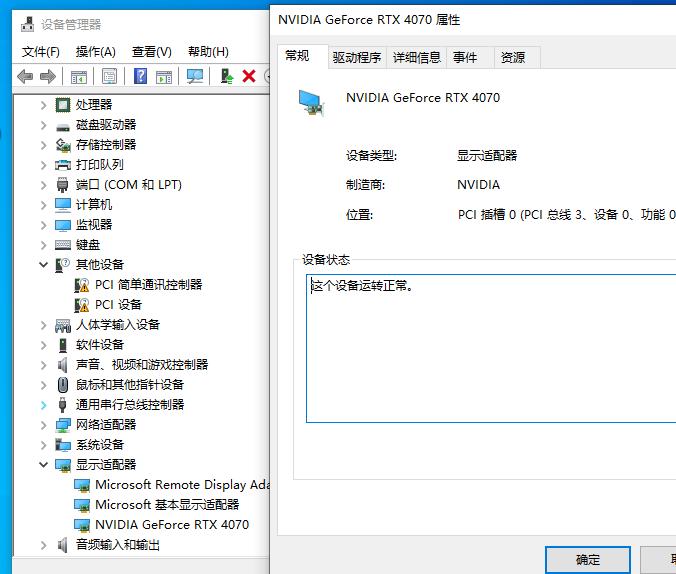 设备管理器
文件(F) 操作(A) 查看(V) 帮助(H)
处理器
磁盘驱动器
存储控制器
打印队列
端口 (COM 和 LPT)
计算机
监视器
键盘
其他设备
PCI 简单通讯控制器
PCI 设备
人体学输入设备
软件设备
声音、视频和游戏控制器
鼠标和其他指针设备
通用串行总线控制器
网络适配器
系统设备
显示适配器
Microsoft Remote Display Ada
Microsoft 基本显示适配器
NVIDIA GeForce RTX 4070
音频输入和输出
NVIDIA GeForce RTX 4070 属性
常规 驱动程序 详细信息 事件 资源
NVIDIA GeForce RTX 4070
设备类型: 显示适配器
制造商: NVIDIA
位置: PCI 插槽 0 (PCI 总线 3、设备 0、功能 0
设备状态
这个设备运转正常。
确定